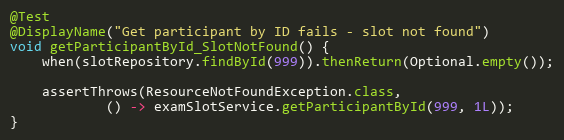 @Test
@DisplayName("Get participant by ID fails - slot not found")
void getParticipantById_SlotNotFound() {
    when(slotRepository.findById(999)).thenReturn(Optional.empty());

    assertThrows(ResourceNotFoundException.class,
            () -> examSlotService.getParticipantById(999, 1L));
}